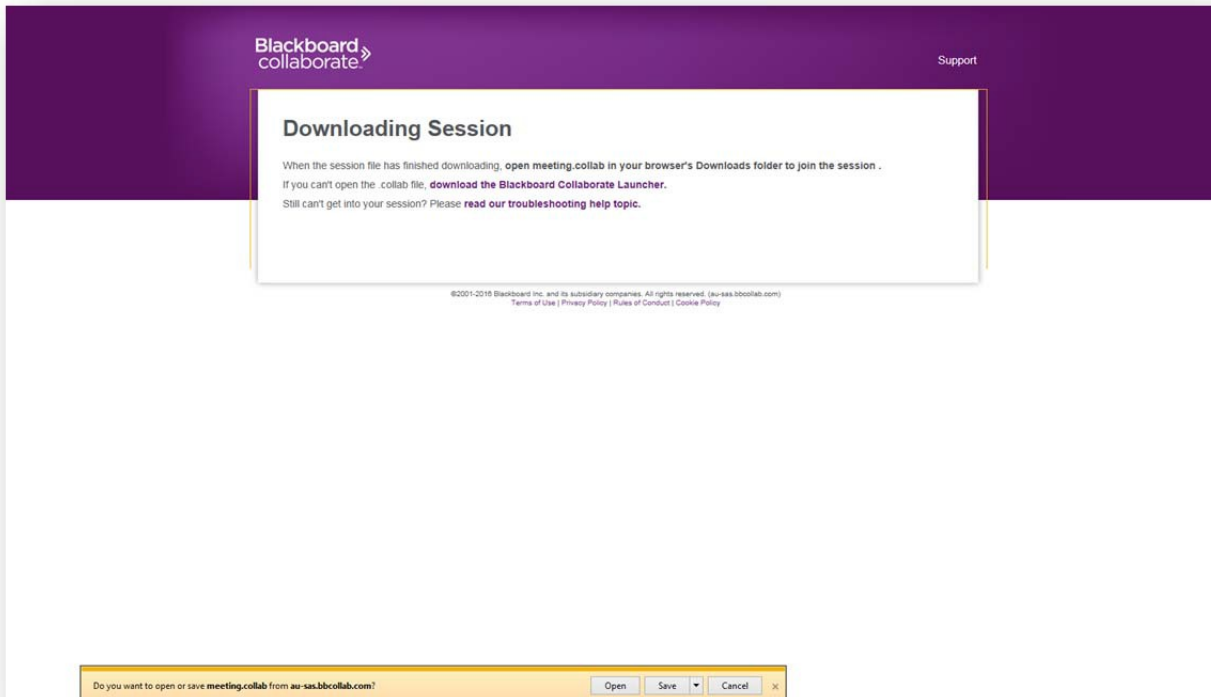 Blackboard
collaborate™
Support
Downloading Session
When the session file has finished downloading, open meeting.collab in your browser's Downloads folder to join the session .
If you can't open the .collab file, download the Blackboard Collaborate Launcher.
Still can't get into your session? Please read our troubleshooting help topic.
©2001-2016 Blackboard Inc. and its subsidiary companies. All rights reserved. (au-sas.bbcollab.com)
Terms of Use | Privacy Policy | Rules of Conduct | Cookie Policy
Do you want to open or save meeting.collab from au-sas.bbcollab.com? Open Save Cancel ×